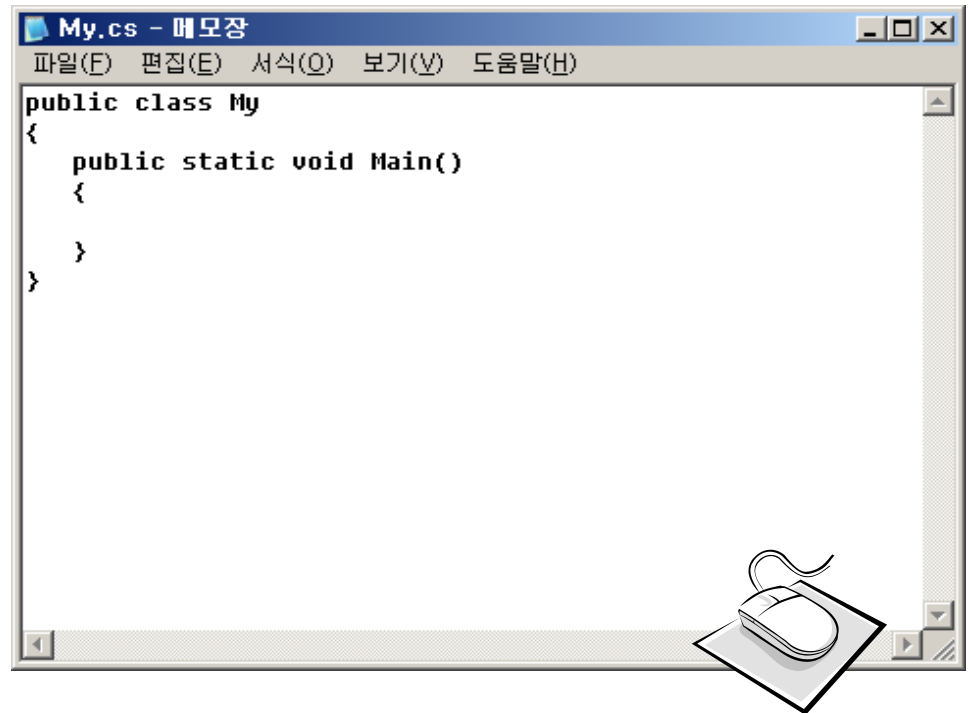 My.cs - 메모장
파일(F) 편집(E) 서식(O) 보기(V) 도움말(H)
public class My
{
   public static void Main()
   {
   }
}